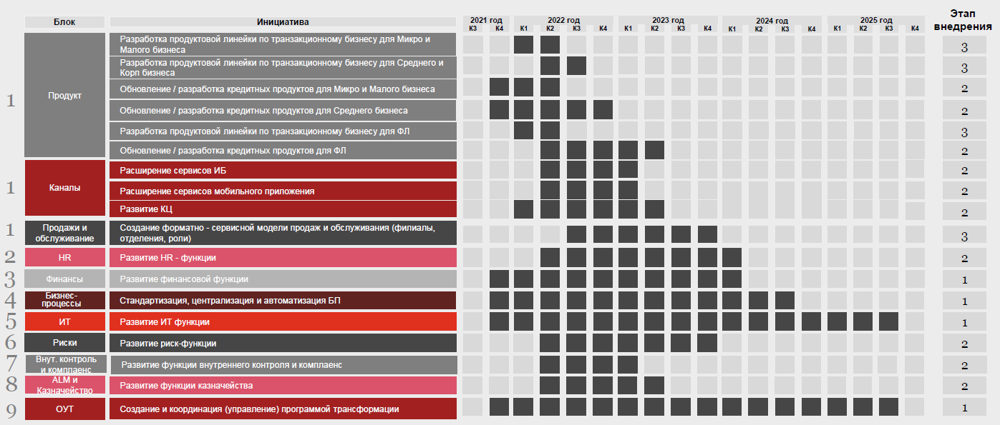 Этап
внедрения
Блок
Инициатива
2021 год
2022 год
2023 год
2024 год
2025 год
К3 К4 К1 К2 К3 К4 К1 К2 К3 К4 К1 К2 К3 К4 К1 К2 К3 К4
1
Продукт
Разработка продуктовой линейки по транзакционному бизнесу для Микро и
Малого бизнеса
3
Разработка продуктовой линейки по транзакционному бизнесу для Среднего и
Корп бизнеса
3
Обновление / разработка кредитных продуктов для Микро и Малого бизнеса
2
Обновление / разработка кредитных продуктов для Среднего бизнеса
2
Разработка продуктовой линейки по транзакционному бизнесу для ФЛ
3
Обновление / разработка кредитных продуктов для ФЛ
2
1
Каналы
Расширение сервисов ИБ
2
Расширение сервисов мобильного приложения
2
Развитие КЦ
2
1
Продажи и
обслуживание
Создание форматно - сервисной модели продаж и обслуживания (филиалы,
отделения, роли)
3
2
HR
Развитие HR - функции
2
3
Финансы
Развитие финансовой функции
1
4
Бизнес-
процессы
Стандартизация, централизация и автоматизация БП
1
5
ИТ
Развитие ИТ функции
1
6
Риски
Развитие риск-функции
2
7
Внут. контроль
и комплаенс
Развитие функции внутреннего контроля и комплаенс
2
8
ALM и
Казначейство
Развитие функции казначейства
2
9
ОУТ
Создание и координация (управление) программой трансформации
1